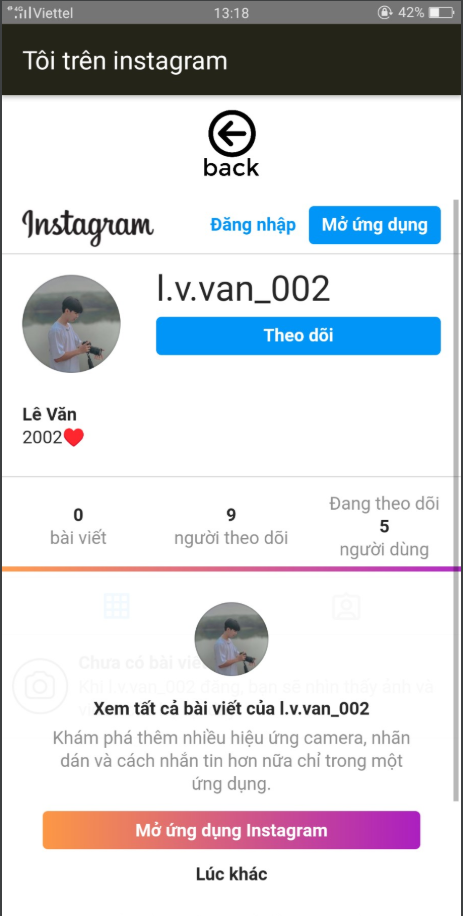 4G Viettel 13:18 42%
Tôi trên instagram
back
Instagram Đăng nhập Mở ứng dụng
l.v.van_002
Theo dõi
Lê Văn
2002❤️
0
bài viết
9
người theo dõi
Đang theo dõi
5
người dùng
Chưa có bài viế
Khi l.v.van_002 đăng, bạn sẽ nhìn thấy ảnh và
Xem tất cả bài viết của l.v.van_002
Khám phá thêm nhiều hiệu ứng camera, nhãn
dán và cách nhắn tin hơn nữa chỉ trong một
ứng dụng.
Mở ứng dụng Instagram
Lúc khác